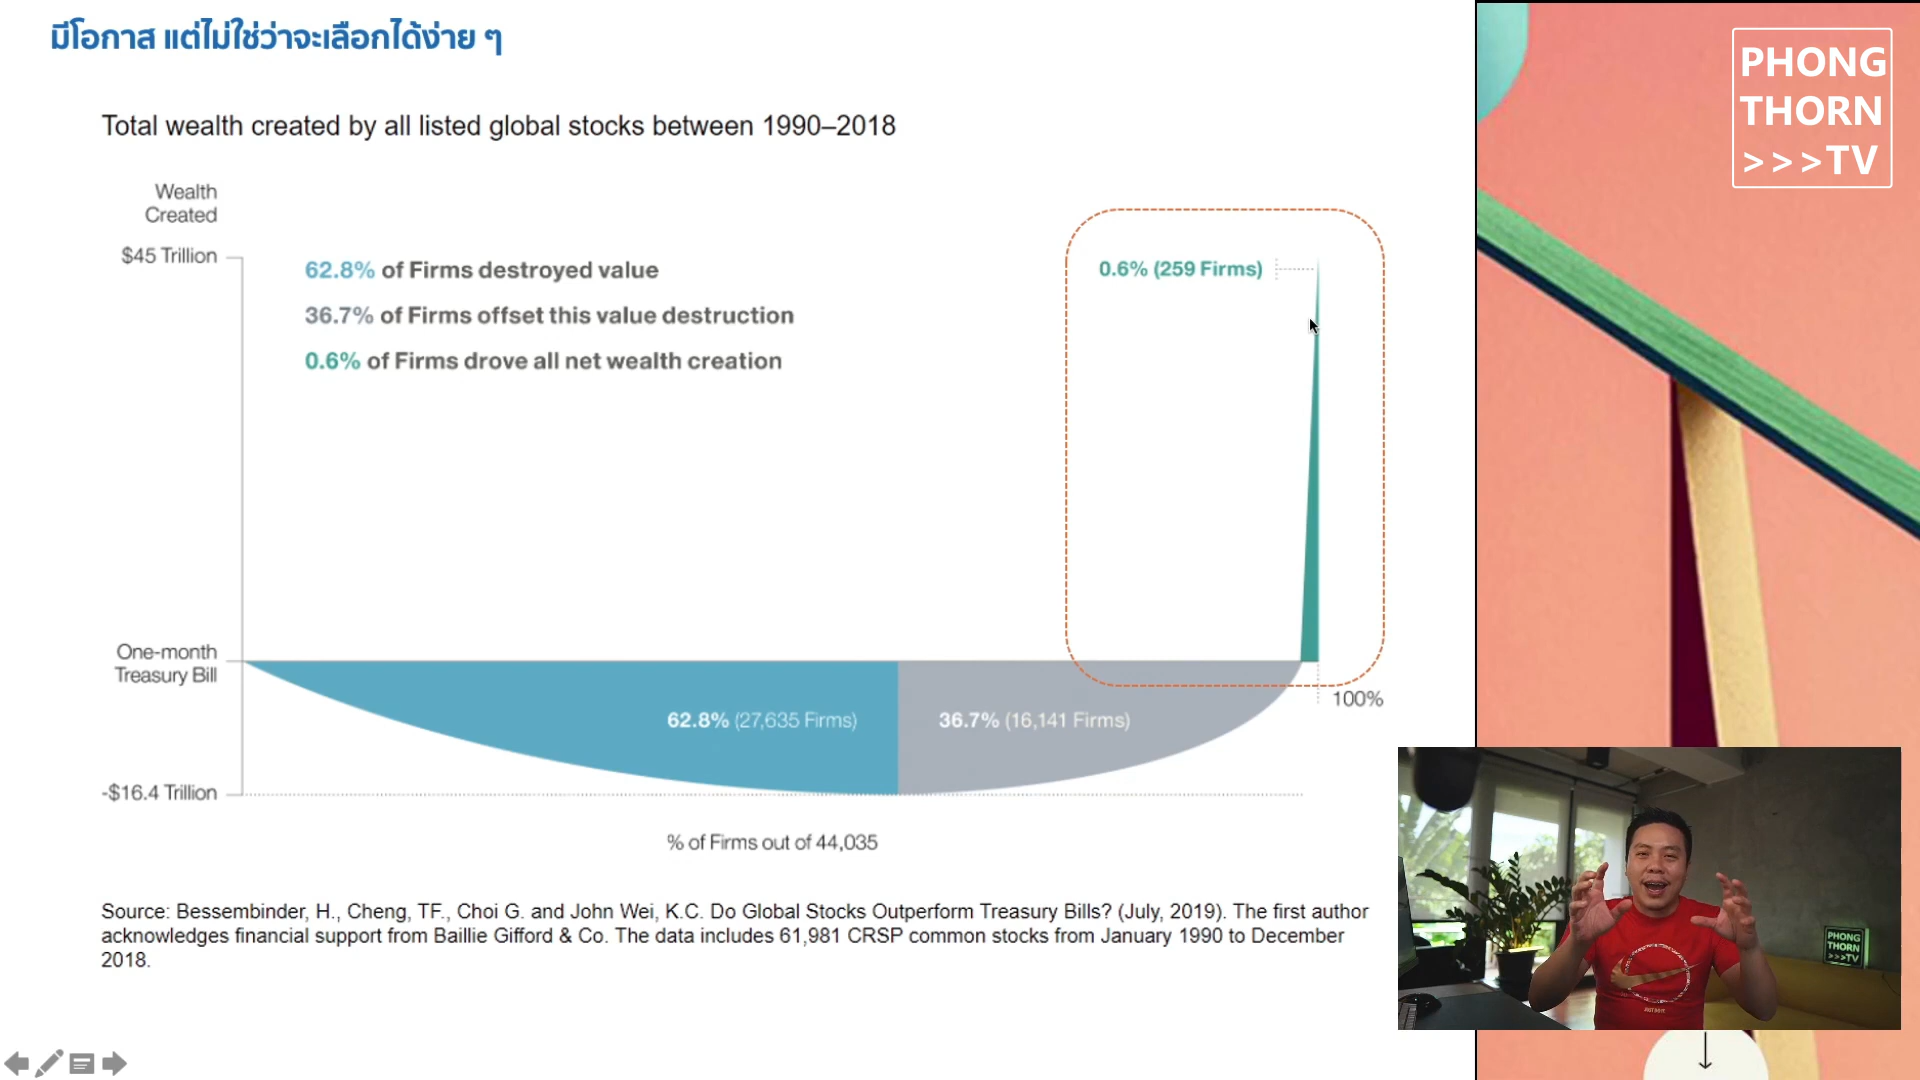 มีโอกาส แต่ไม่ใช่ว่าจะเลือกได้ง่าย ๆ
PHONG
THORN
>>>TV
Total wealth created by all listed global stocks between 1990–2018
Wealth
Created
$45 Trillion
62.8% of Firms destroyed value
36.7% of Firms offset this value destruction
0.6% of Firms drove all net wealth creation
0.6% (259 Firms)
One-month
Treasury Bill
62.8% (27,635 Firms)
36.7% (16,141 Firms)
100%
-$16.4 Trillion
% of Firms out of 44,035
Source: Bessembinder, H., Cheng, TF., Choi G. and John Wei, K.C. Do Global Stocks Outperform Treasury Bills? (July, 2019). The first author
acknowledges financial support from Baillie Gifford & Co. The data includes 61,981 CRSP common stocks from January 1990 to December
2018.
PHONG
THORN
>>>TV